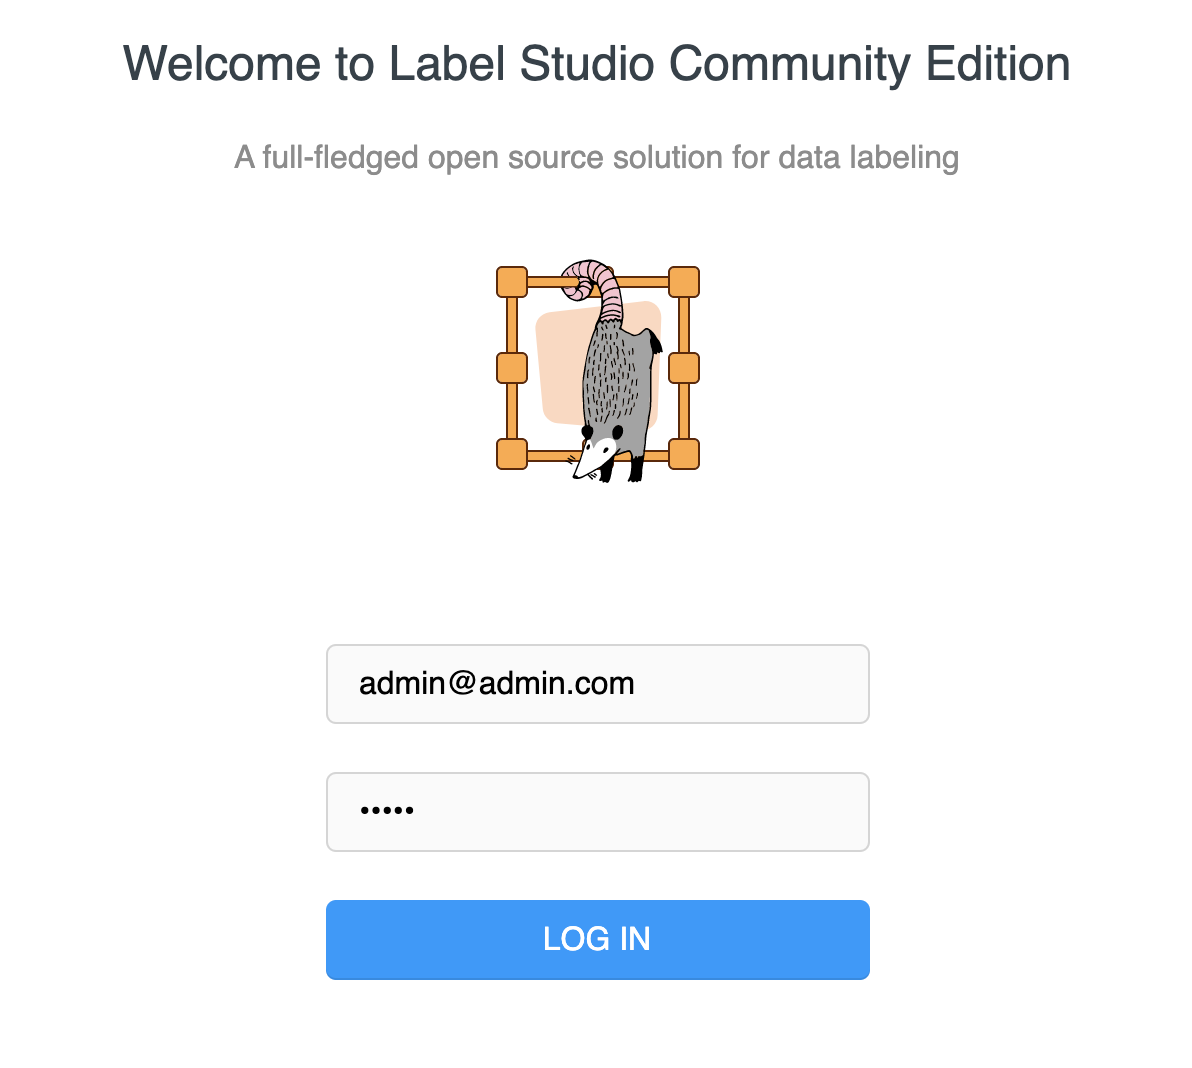 Welcome to Label Studio Community Edition
A full-fledged open source solution for data labeling
admin@admin.com
•••••
LOG IN